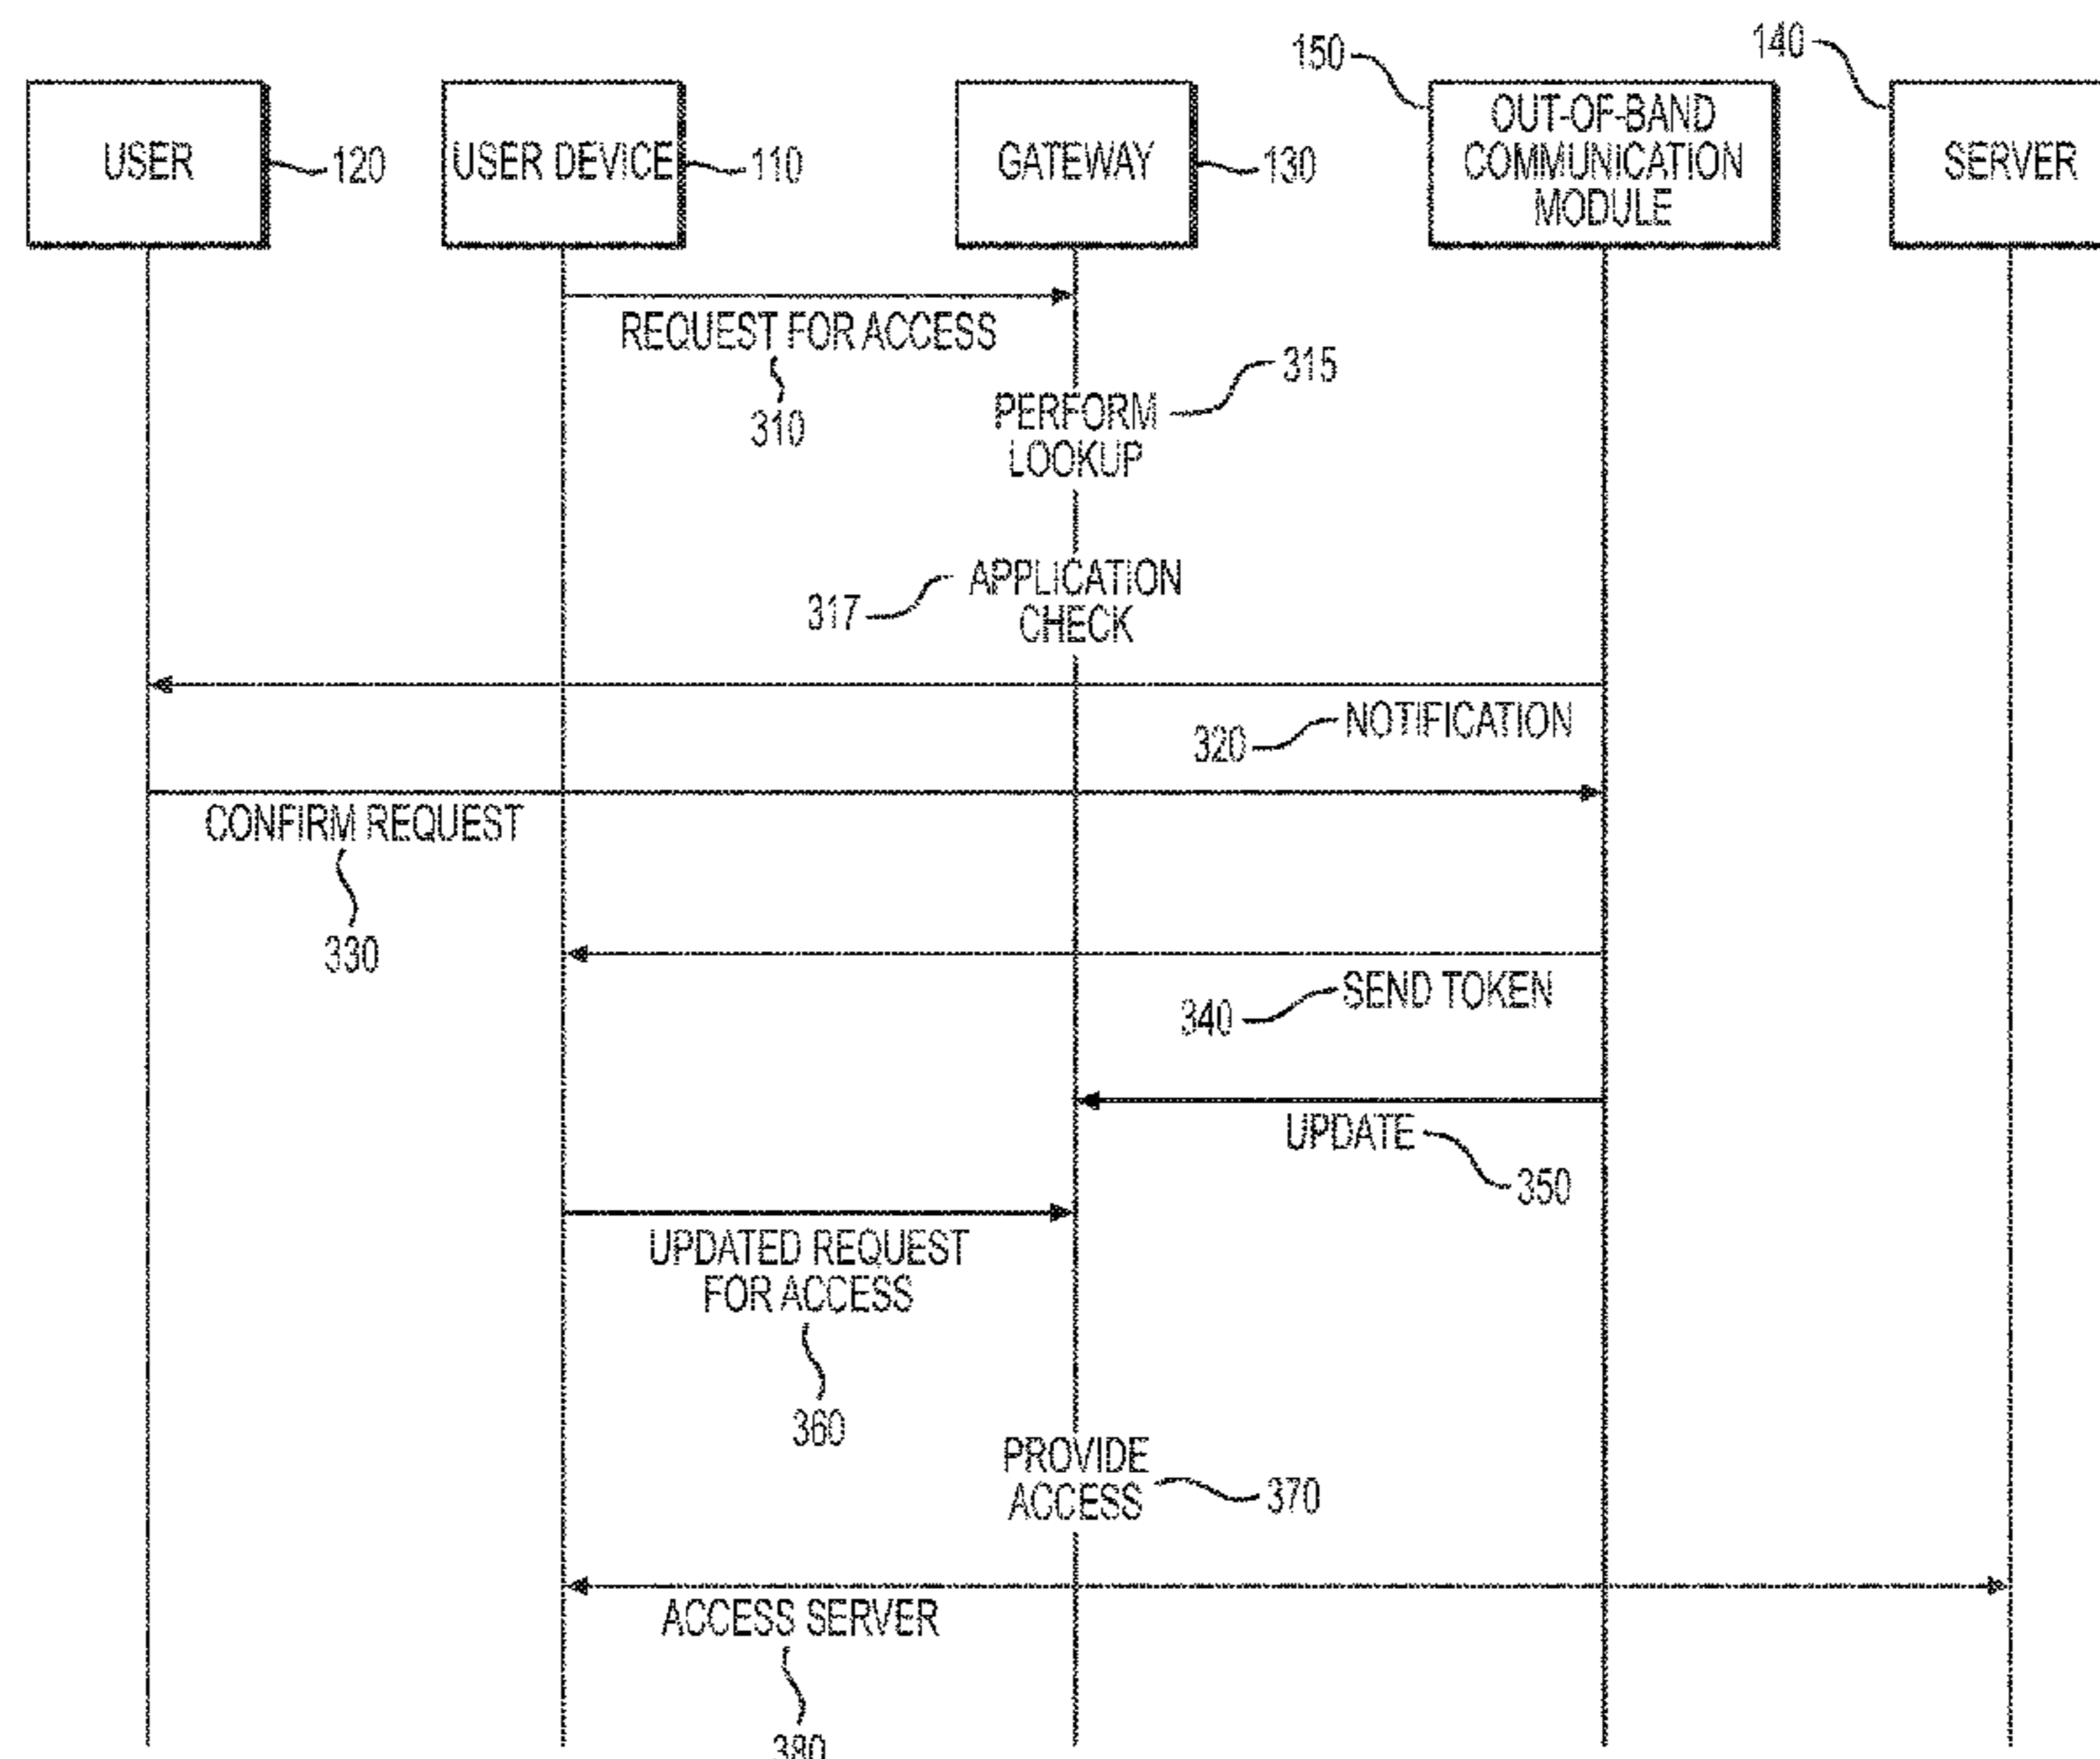 150
140
USER
120
USER DEVICE
110
GATEWAY
130
OUT-OF-BAND
COMMUNICATION
MODULE
SERVER
REQUEST FOR ACCESS
310
315
PERFORM
LOOKUP
317
APPLICATION
CHECK
NOTIFICATION
320
CONFIRM REQUEST
330
SEND TOKEN
340
UPDATE
350
UPDATED REQUEST
FOR ACCESS
360
PROVIDE
ACCESS
370
ACCESS SERVER
380